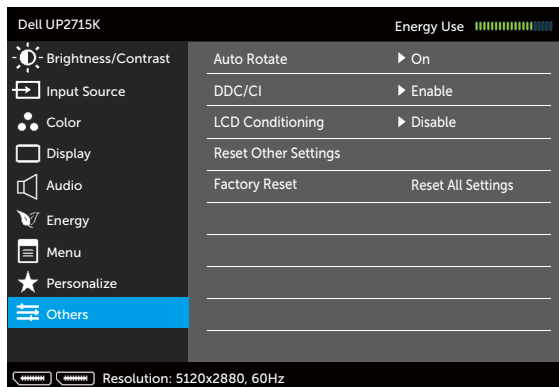 Dell UP2715K
Energy Use
Brightness/Contrast
Auto Rotate
On
Input Source
DDC/CI
Enable
Color
LCD Conditioning
Disable
Display
Reset Other Settings
Audio
Factory Reset
Reset All Settings
Energy
Menu
Personalize
Others
Resolution: 5120x2880, 60Hz